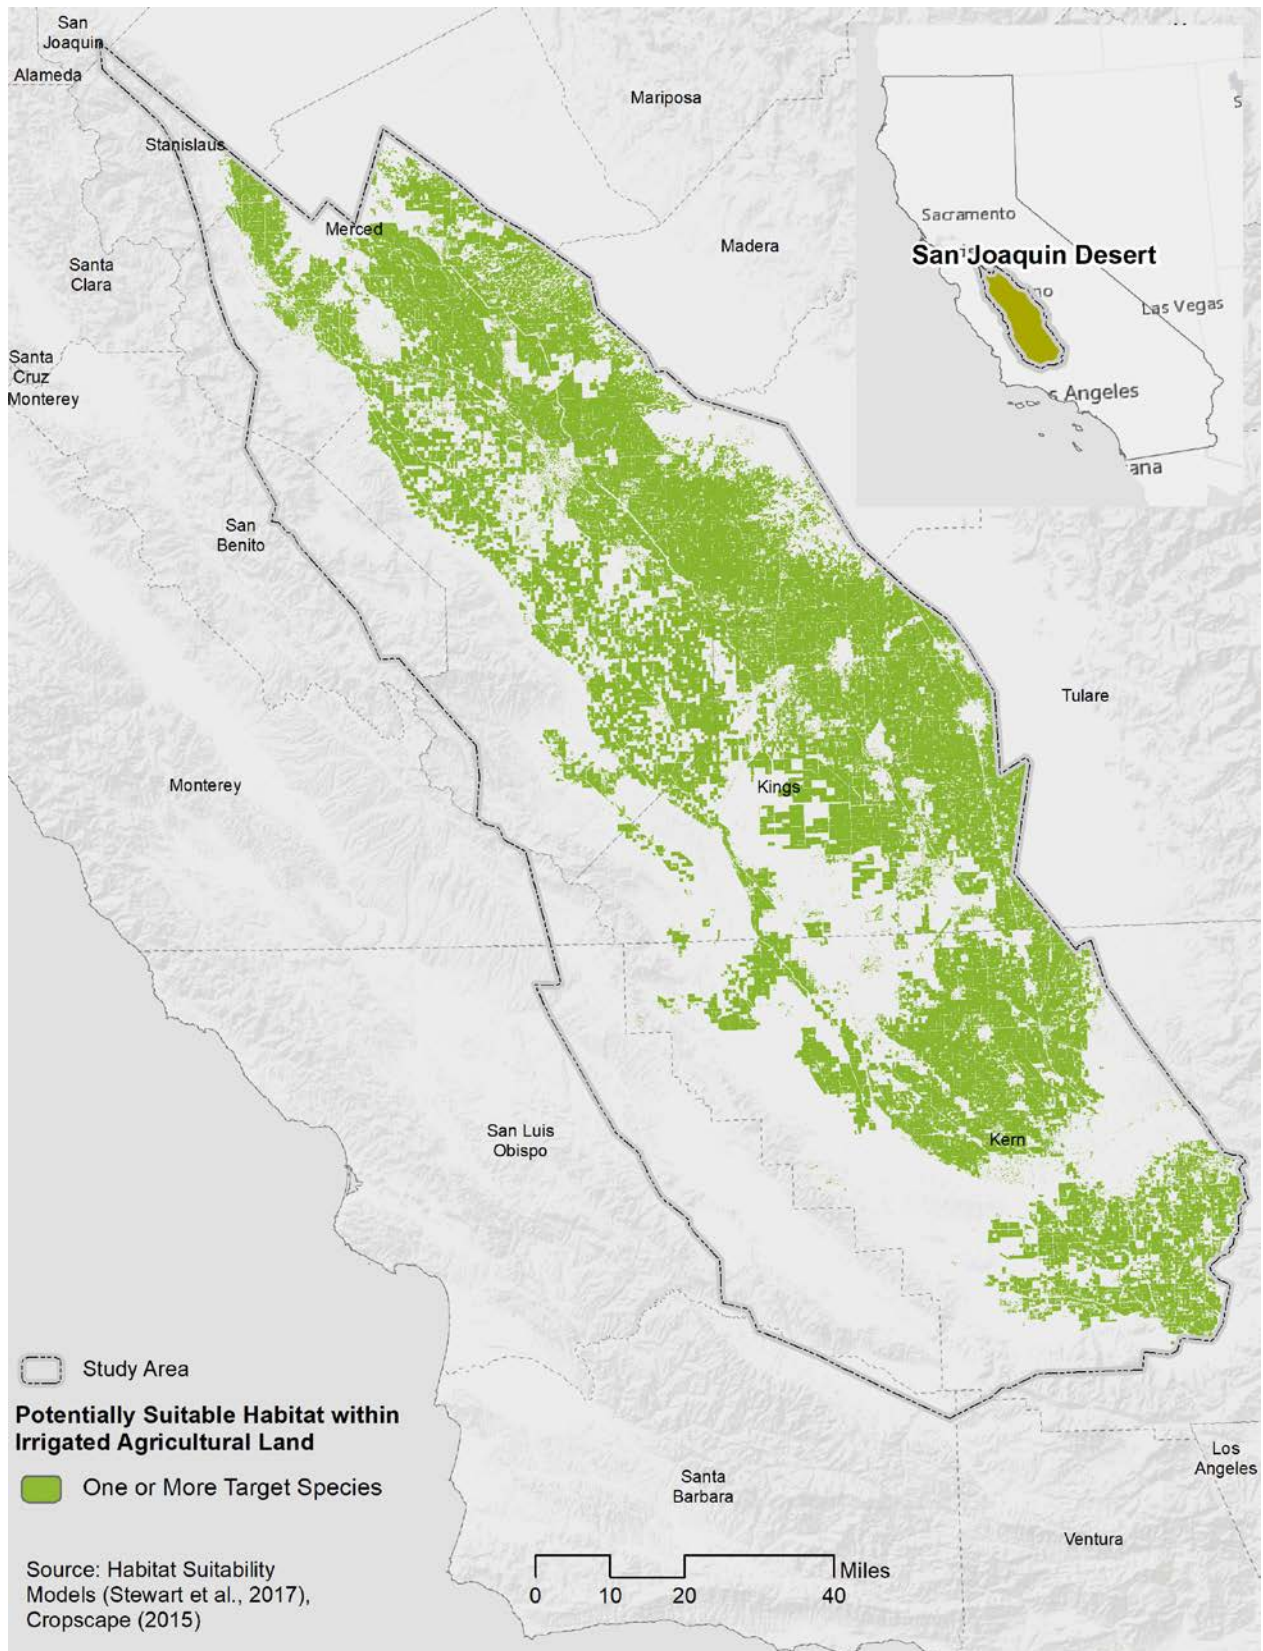 San
Joaquin
Alameda
Mariposa
Stanislaus
Merced
Madera
Santa
Clara
Santa
Cruz
Monterey
San
Benito
Tulare
Monterey
Kings
San Luis
Obispo
Kern
Santa
Barbara
Ventura
Los
Angeles
Sacramento
San Joaquin Desert
no
Las Vegas
s Angeles
ana
S
Study Area
Potentially Suitable Habitat within
Irrigated Agricultural Land
One or More Target Species
Source: Habitat Suitability
Models (Stewart et al., 2017),
Cropscape (2015)
Miles
0 10 20 40